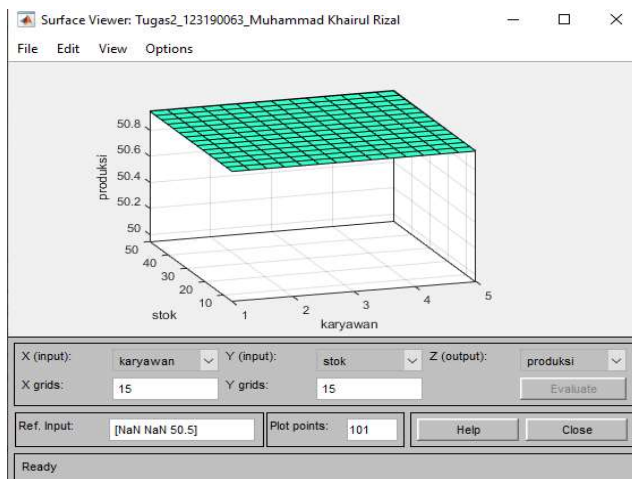 Surface Viewer: Tugas2_123190063_Muhammad Khairul Rizal
File Edit View Options
50.8
50.6
50.4
50.2
50
produksi
50
40
30
20
10
stok
1
2
3
4
5
karyawan
X (input): karyawan Y (input): stok Z (output): produksi
X grids: 15 Y grids: 15 Evaluate
Ref. Input: [NaN NaN 50.5] Plot points: 101 Help Close
Ready